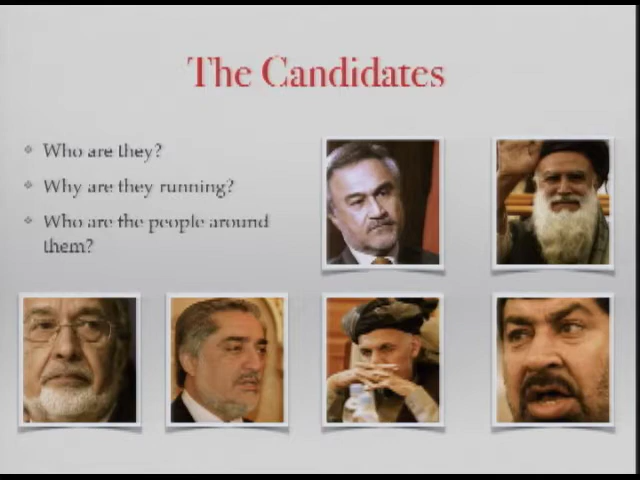 The Candidates
Who are they?
Why are they running?
Who are the people around
them?